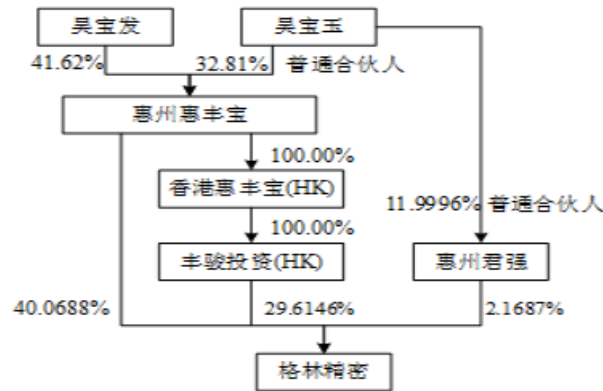 吴宝发
吴宝玉
41.62%
32.81% 普通合伙人
惠州惠丰宝
100.00%
香港惠丰宝(HK)
100.00%
11.9996% 普通合伙人
丰骏投资(HK)
惠州君强
40.0688%
29.6146%
2.1687%
格林精密